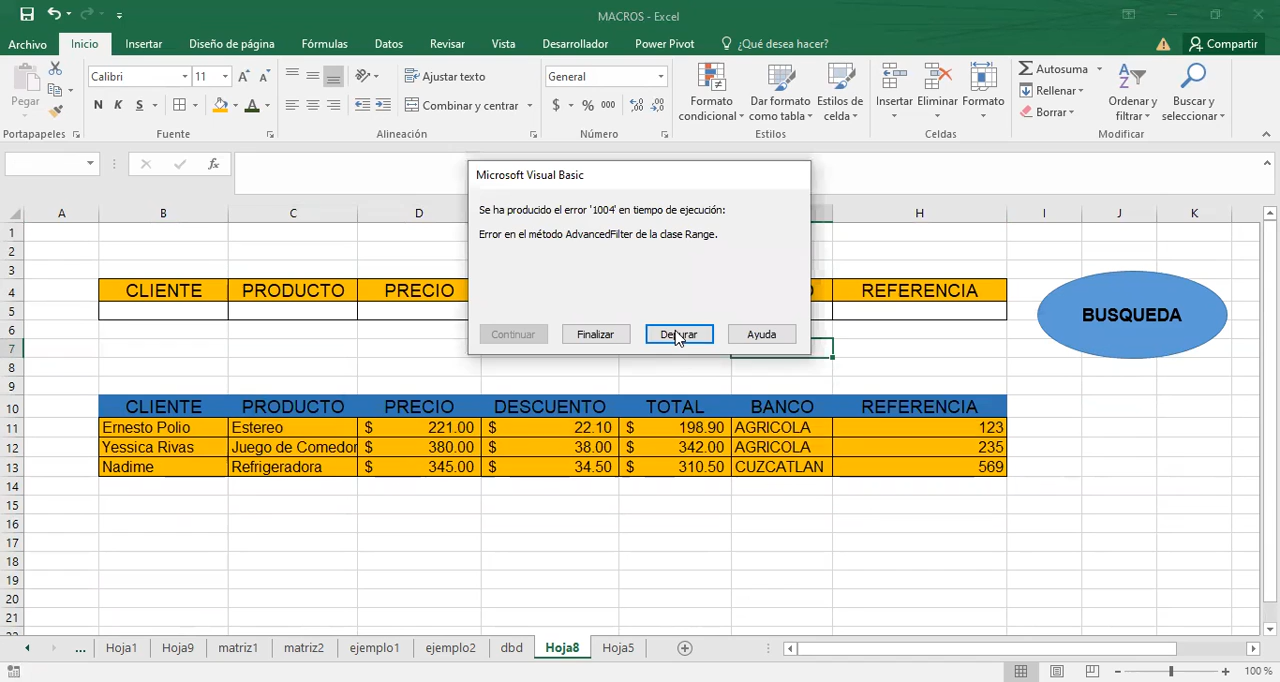 MACROS - Excel
Archivo Inicio Insertar Diseño de página Fórmulas Datos Revisar Vista Desarrollador Power Pivot ¿Qué desea hacer? Compartir
Pegar
Portapapeles
Calibri 11
N K S
Fuente
Ajustar texto
Combinar y centrar
Alineación
General
$ % 000
Número
Formato condicional
Dar formato como tabla
Estilos de celda
Estilos
Insertar Eliminar Formato
Celdas
Autosuma
Rellenar
Borrar
Ordenar y filtrar
Buscar y seleccionar
Modificar
fx
Microsoft Visual Basic
Se ha producido el error '1004' en tiempo de ejecución:
Error en el método AdvancedFilter de la clase Range.
Continuar Finalizar Depurar Ayuda
A B C D H I J K
1
2
3
4 CLIENTE PRODUCTO PRECIO REFERENCIA
5
BUSQUEDA
6
7
8
9
10 CLIENTE PRODUCTO PRECIO DESCUENTO TOTAL BANCO REFERENCIA
11 Ernesto Polio Estereo $ 221.00 $ 22.10 $ 198.90 AGRICOLA 123
12 Yessica Rivas Juego de Comedor $ 380.00 $ 38.00 $ 342.00 AGRICOLA 235
13 Nadime Refrigeradora $ 345.00 $ 34.50 $ 310.50 CUZCATLAN 569
14
15
16
17
18
19
20
21
... Hoja1 Hoja9 matriz1 matriz2 ejemplo1 ejemplo2 dbd Hoja8 Hoja5
100 %